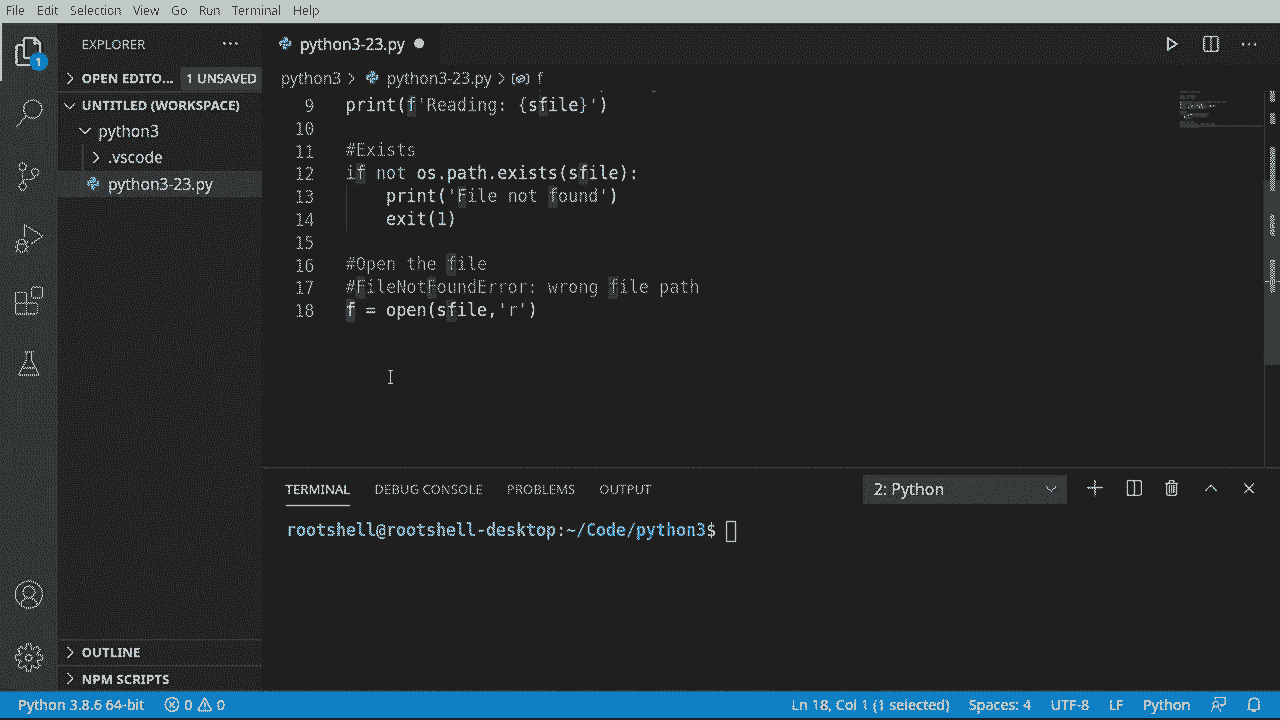 File Edit Selection View Go Run Terminal Help
EXPLORER ···
python3-23.py
OPEN EDITO... 1 UNSAVED
UNTITLED (WORKSPACE)
python3
.vscode
python3-23.py
OUTLINE
NPM SCRIPTS
1
python3 > python3-23.py > f
9 print(f'Reading: {sfile}')
10
11 #Exists
12 if not os.path.exists(sfile):
13 print('File not found')
14 exit(1)
15
16 #Open the file
17 #FileNotFoundError: wrong file path
18 f = open(sfile,'r')
TERMINAL DEBUG CONSOLE PROBLEMS OUTPUT 2: Python
rootshell@rootshell-desktop:~/Code/python3$
Python 3.8.6 64-bit 0 0 Ln 18, Col 1 (1 selected) Spaces: 4 UTF-8 LF Python